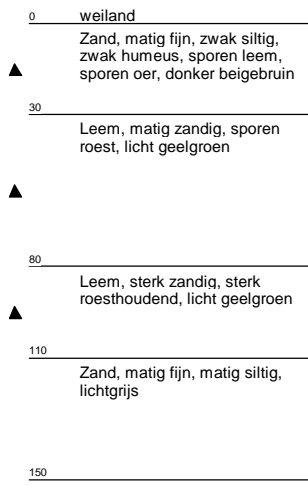 0 weiland
Zand, matig fijn, zwak siltig,
zwak humeus, sporen leem,
sporen oer, donker beigebruin
30
Leem, matig zandig, sporen
roest, licht geelgroen
80
Leem, sterk zandig, sterk
roesthoudend, licht geelgroen
110
Zand, matig fijn, matig siltig,
lichtgrijs
150